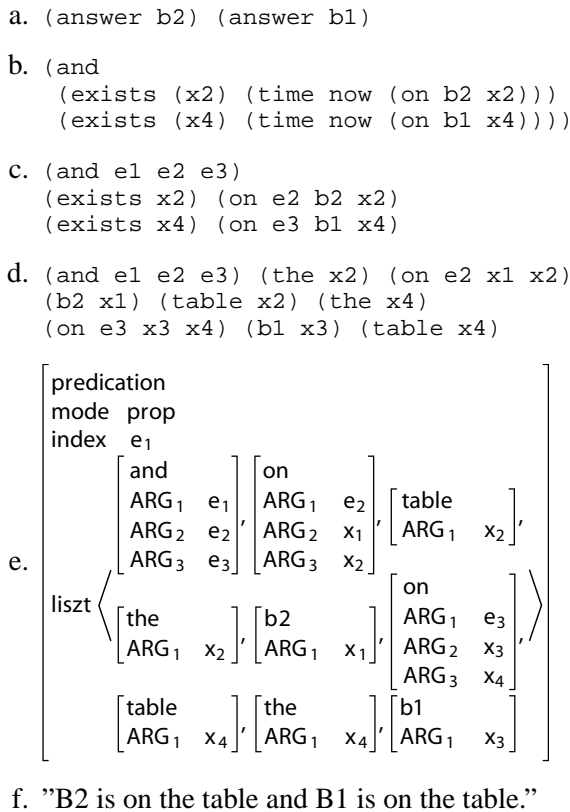 a. (answer b2) (answer b1)
b. (and
(exists (x2) (time now (on b2 x2)))
(exists (x4) (time now (on b1 x4))))
c. (and e1 e2 e3)
(exists x2) (on e2 b2 x2)
(exists x4) (on e3 b1 x4)
d. (and e1 e2 e3) (the x2) (on e2 x1 x2)
(b2 x1) (table x2) (the x4)
(on e3 x3 x4) (b1 x3) (table x4)
e.
predication
mode prop
index e1
liszt
and
ARG1 e1
ARG2 e2
ARG3 e3
,
on
ARG1 e2
ARG2 x1
ARG3 x2
,
table
ARG1 x2
,
the
ARG1 x2
,
b2
ARG1 x1
,
on
ARG1 e3
ARG2 x3
ARG3 x4
,
table
ARG1 x4
,
the
ARG1 x4
,
b1
ARG1 x3
f. ”B2 is on the table and B1 is on the table.”